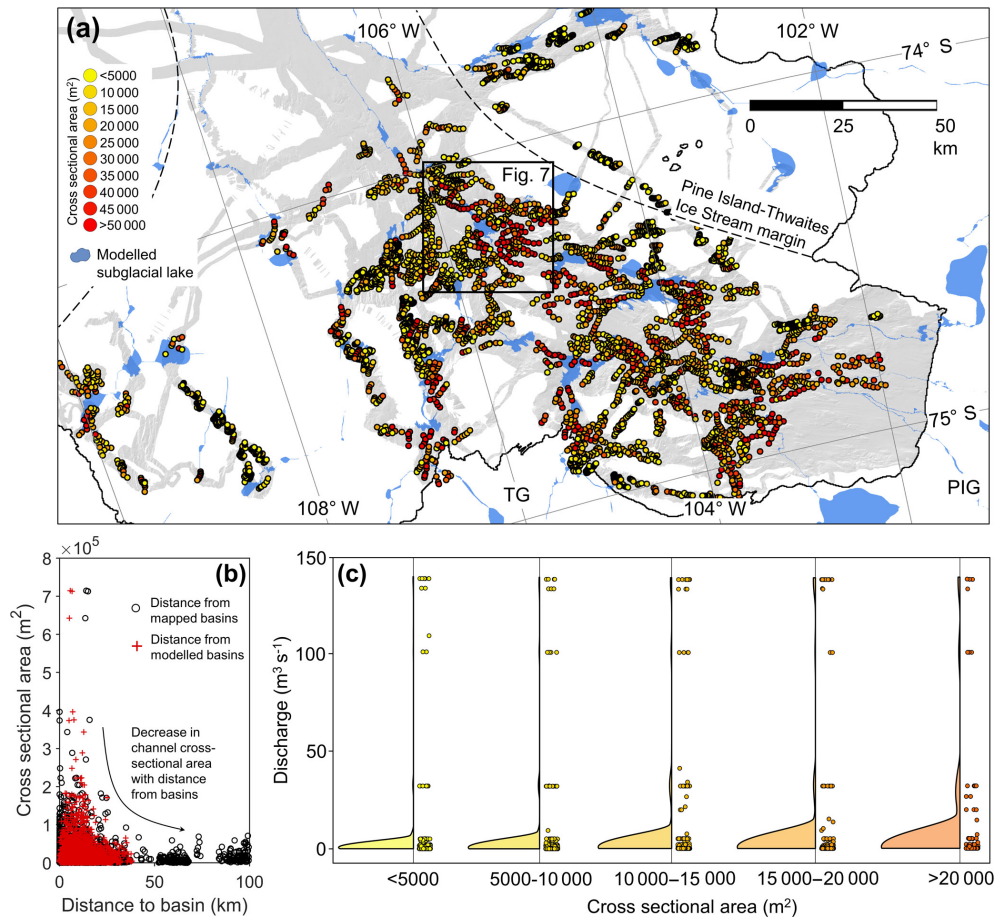 (a)
106° W
102° W
74° S
Cross sectional area (m²)
<5000
10 000
15 000
20 000
25 000
30 000
35 000
40 000
45 000
>50 000
Modelled
subglacial lake
0 25 50
km
Fig. 7
Pine Island-Thwaites
Ice Stream margin
75° S
108° W
TG
104° W
PIG
(b)
×10⁵
8
7
6
5
4
3
2
1
0
Cross sectional area (m²)
Distance from
mapped basins
Distance from
modelled basins
Decrease in
channel cross-
sectional area
with distance
from basins
0 50 100
Distance to basin (km)
(c)
150
100
50
0
Discharge (m³ s⁻¹)
<5000 5000–10 000 10 000–15 000 15 000–20 000 >20 000
Cross sectional area (m²)